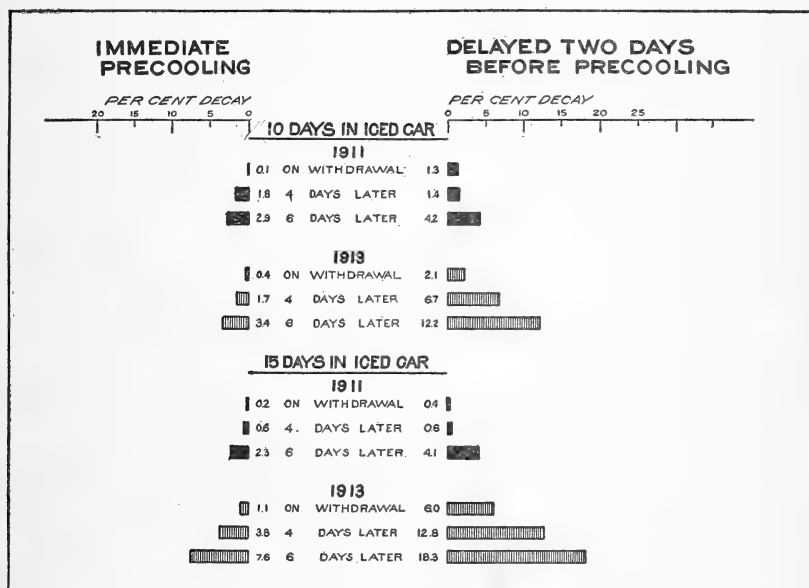 IMMEDIATE PRECOOLING
DELAYED TWO DAYS BEFORE PRECOOLING
PER CENT DECAY
20 15 10 5 0
PER CENT DECAY
0 5 10 15 20 25
10 DAYS IN ICED CAR
1911
0.1 ON WITHDRAWAL 1.3
1.8 4 DAYS LATER 1.4
2.9 6 DAYS LATER 4.2
1913
0.4 ON WITHDRAWAL 2.1
1.7 4 DAYS LATER 6.7
3.4 6 DAYS LATER 12.2
15 DAYS IN ICED CAR
1911
0.2 ON WITHDRAWAL 0.4
0.6 4. DAYS LATER 0.6
2.3 6 DAYS LATER. 4.1
1913
1.1 ON WITHDRAWAL 6.0
3.8 4 DAYS LATER 12.8
7.6 6 DAYS LATER 18.3